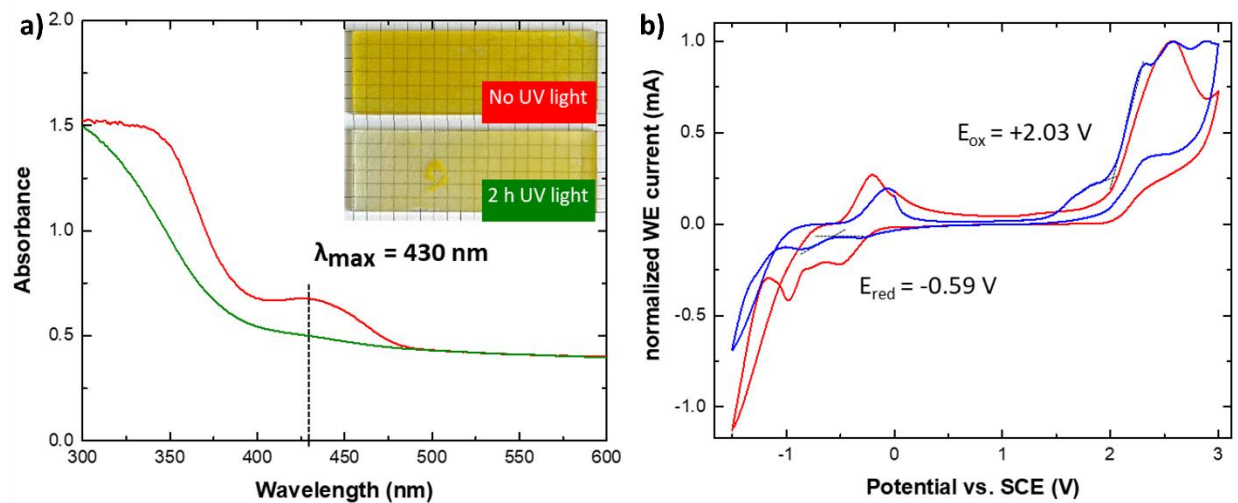 a)
2.0
1.5
1.0
0.5
0.0
Absorbance
300 350 400 450 500 550 600
Wavelength (nm)
No UV light
2 h UV light
λmax = 430 nm
b)
1.0
0.5
0.0
-0.5
-1.0
normalized WE current (mA)
-1 0 1 2 3
Potential vs. SCE (V)
Eox = +2.03 V
Ered = -0.59 V